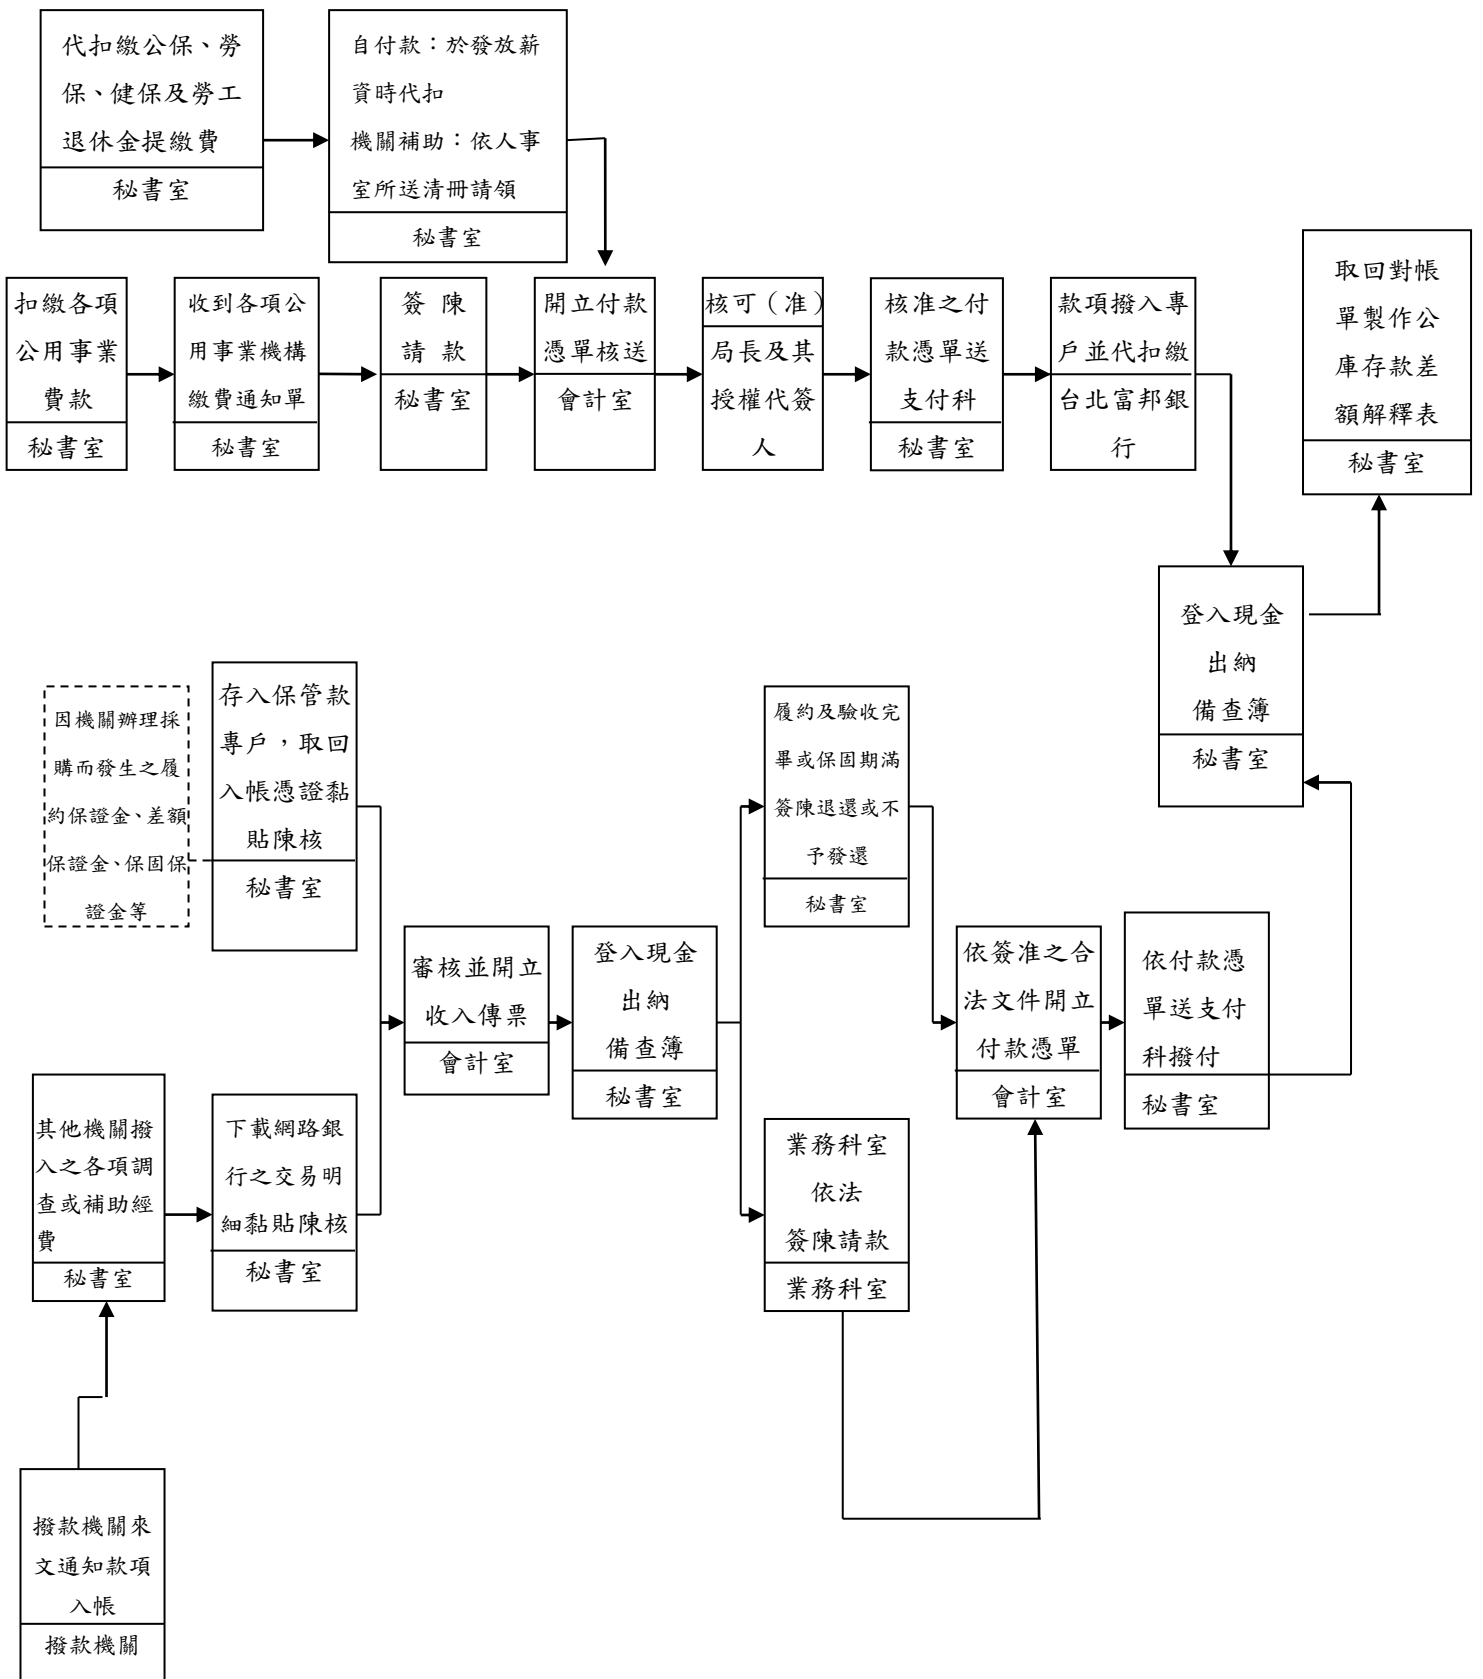 代扣繳公保、勞
保、健保及勞工
退休金提繳費
秘書室
自付款：於發放薪
資時代扣
機關補助：依人事
室所送清冊請領
秘書室
扣繳各項
公用事業
費款
秘書室
收到各項公
用事業機構
繳費通知單
秘書室
簽陳
請款
秘書室
開立付款
憑單核送
會計室
核可（准）
局長及其
授權代簽
人
核准之付
款憑單送
支付科
秘書室
款項撥入專
戶並代扣繳
台北富邦銀
行
取回對帳
單製作公
庫存款差
額解釋表
秘書室
登入現金
出納
備查簿
秘書室
因機關辦理採
購而發生之履
約保證金、差額
保證金、保固保
證金等
存入保管款
專戶，取回
入帳憑證黏
貼陳核
秘書室
審核並開立
收入傳票
會計室
登入現金
出納
備查簿
秘書室
履約及驗收完
畢或保固期滿
簽陳退還或不
予發還
秘書室
依簽准之合
法文件開立
付款憑單
會計室
依付款憑
單送支付
科撥付
秘書室
其他機關撥
入之各項調
查或補助經
費
秘書室
下載網路銀
行之交易明
細黏貼陳核
秘書室
業務科室
依法
簽陳請款
業務科室
撥款機關來
文通知款項
入帳
撥款機關